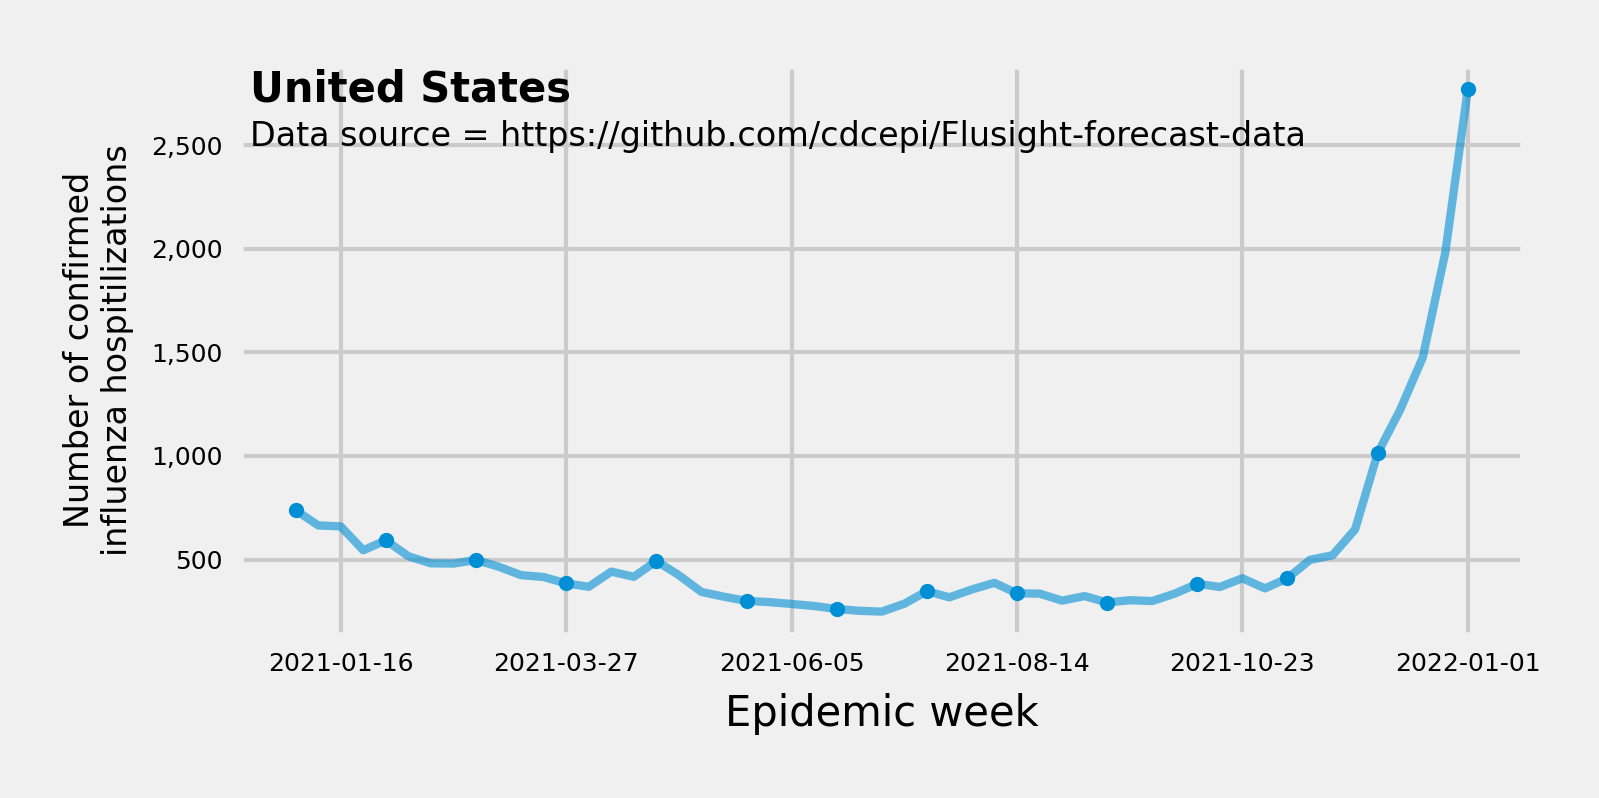 United States
Data source = https://github.com/cdcepi/Flusight-forecast-data
Number of confirmed
influenza hospitilizations
2,500
2,000
1,500
1,000
500
2021-01-16
2021-03-27
2021-06-05
2021-08-14
2021-10-23
2022-01-01
Epidemic week